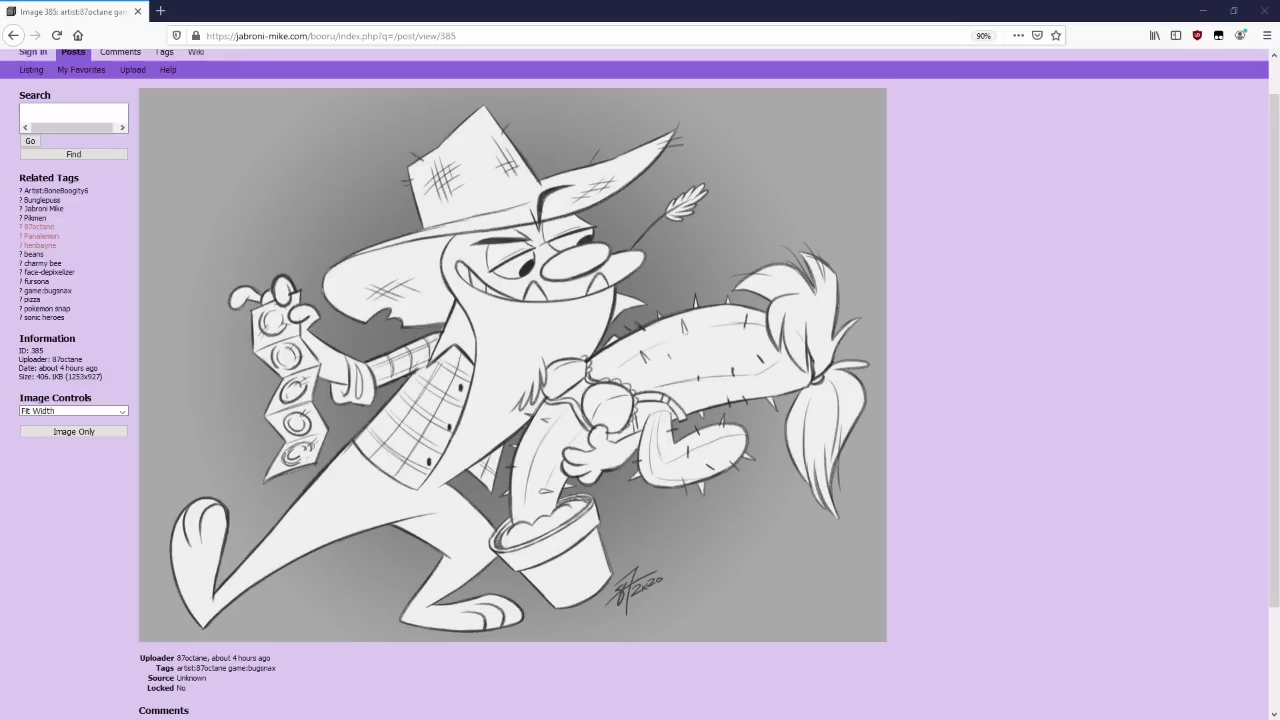 Image 385: artist:87octane gam
https://jabroni-mike.com/booru/index.php?q=/post/view/385
90%
Sign In Posts Comments Tags Wiki
Listing My Favorites Upload Help
Search
Go
Find
Related Tags
? Artist:BoneBoogity6
? Bunglepuss
? Jabroni Mike
? Pikmen
? 87octane
? Panalemon
? henbayne
? beans
? charmy bee
? face-depixelizer
? fursona
? game:bugsnax
? pizza
? pokemon snap
? sonic heroes
Information
ID: 385
Uploader: 87octane
Date: about 4 hours ago
Size: 406.1KB (1253x927)
Image Controls
Fit Width
Image Only
87
2k20
Uploader 87octane, about 4 hours ago
Tags artist:87octane game:bugsnax
Source Unknown
Locked No
Comments